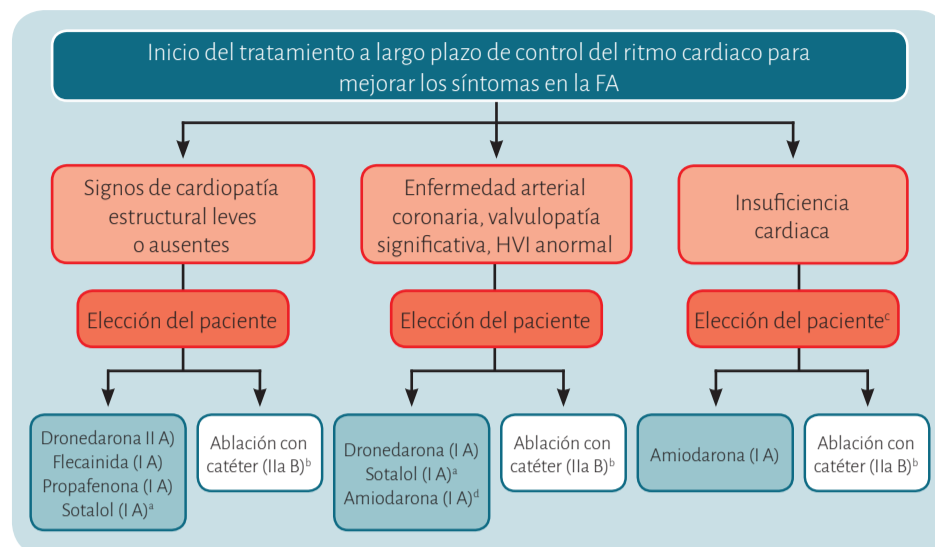 Inicio del tratamiento a largo plazo de control del ritmo cardiaco para
mejorar los síntomas en la FA
Signos de cardiopatía
estructural leves
o ausentes
Enfermedad arterial
coronaria, valvulopatía
significativa, HVI anormal
Insuficiencia
cardiaca
Elección del paciente
Elección del paciente
Elección del pacienteᶜ
Dronedarona II A)
Flecainida (I A)
Propafenona (I A)
Sotalol (I A)ᵃ
Ablación con
catéter (IIa B)ᵇ
Dronedarona (I A)
Sotalol (I A)ᵃ
Amiodarona (I A)ᵈ
Ablación con
catéter (IIa B)ᵇ
Amiodarona (I A)
Ablación con
catéter (IIa B)ᵇ